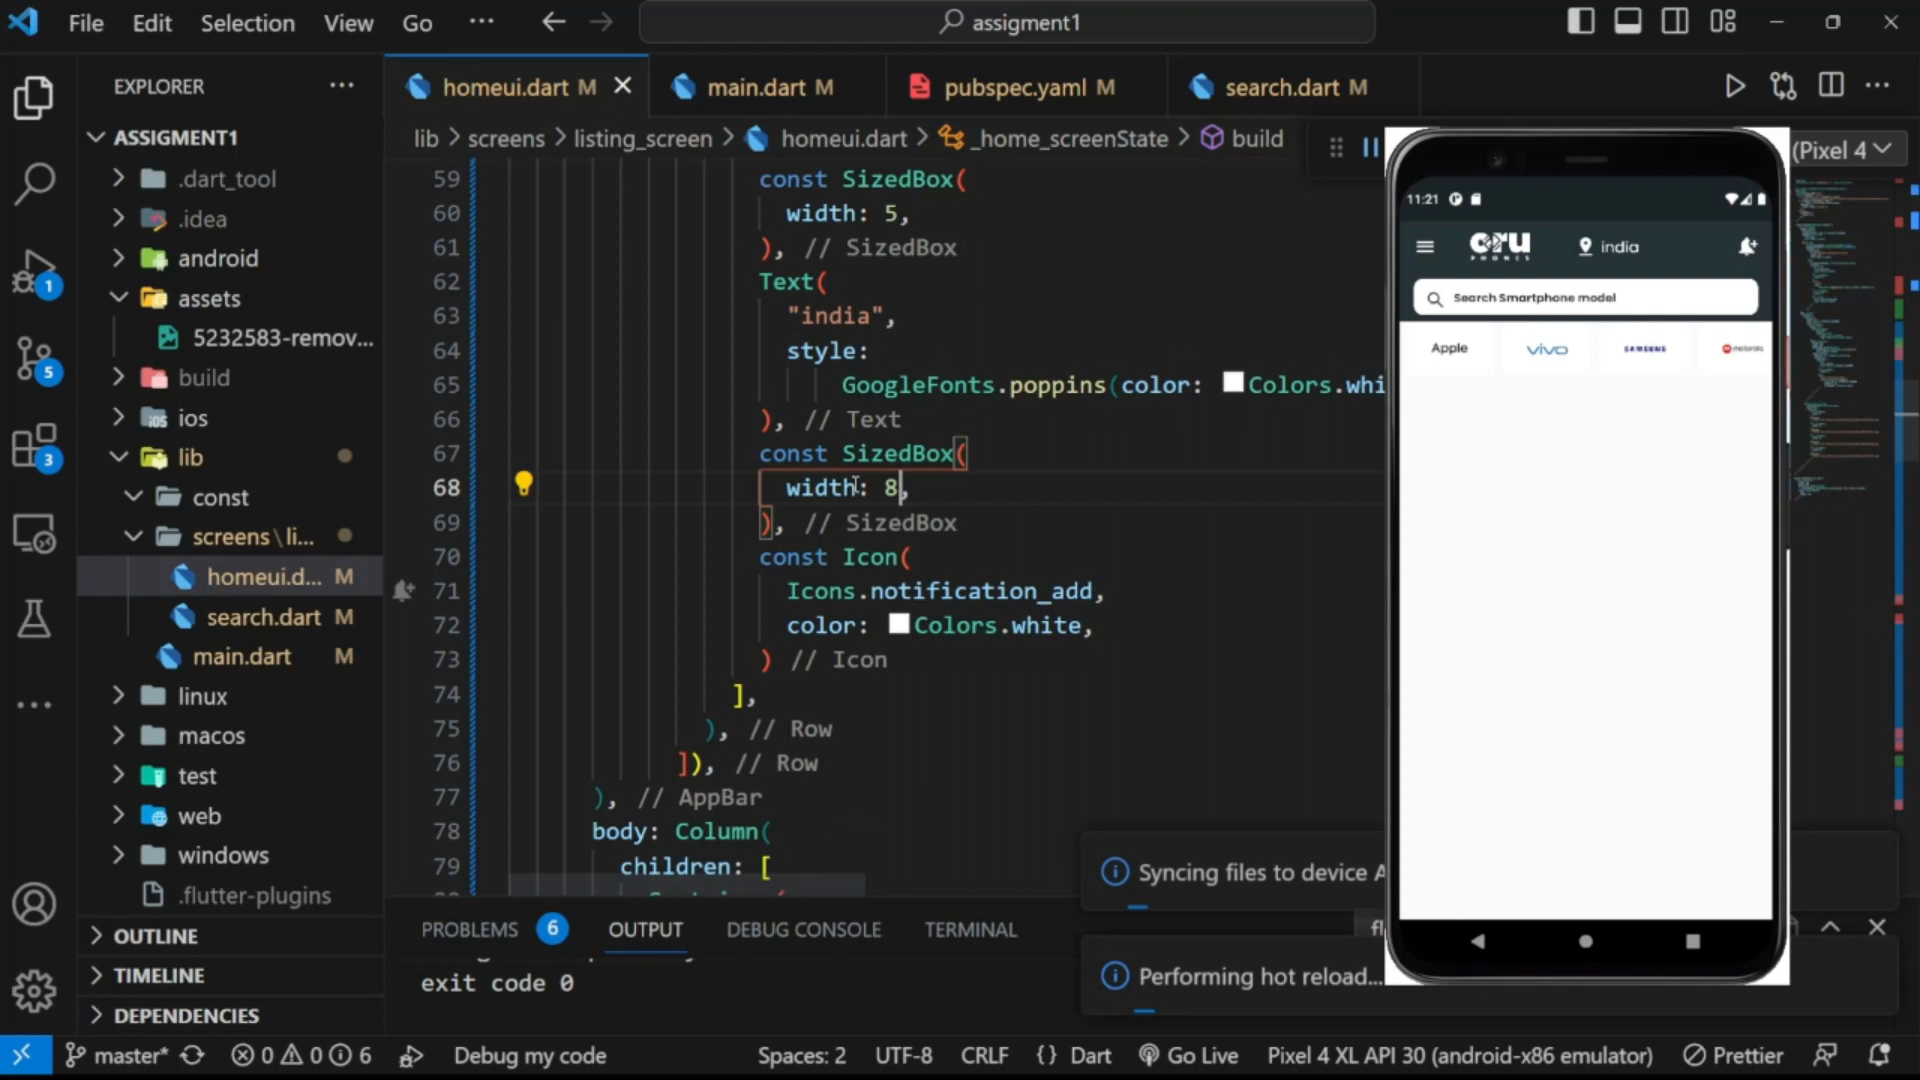 File Edit Selection View Go ··· assigment1
EXPLORER ···
homeui.dart M main.dart M pubspec.yaml M search.dart M ···
lib > screens > listing_screen > homeui.dart > _home_screenState > build
(Pixel 4
ASSIGMENT1
.dart_tool
.idea
android
assets
5232583-remov...
build
ios
lib
const
screens\li...
homeui.d... M
search.dart M
main.dart M
linux
macos
test
web
windows
.flutter-plugins
OUTLINE
TIMELINE
DEPENDENCIES
1
5
3
59 const SizedBox(
60 width: 5,
61 ), // SizedBox
62 Text(
63 "india",
64 style:
65 GoogleFonts.poppins(color: Colors.whi
66 ), // Text
67 const SizedBox(
68 width: 8,
69 ), // SizedBox
70 const Icon(
71 Icons.notification_add,
72 color: Colors.white,
73 ) // Icon
74 ],
75 ), // Row
76 ]), // Row
77 ), // AppBar
78 body: Column(
79 children: [
11:21
oru india
PHONES
Search Smartphone model
Apple vivo SAMSUNG motorola
Syncing files to device A
Performing hot reload...
PROBLEMS 6 OUTPUT DEBUG CONSOLE TERMINAL fl
exit code 0
master* 0 0 6 Debug my code Spaces: 2 UTF-8 CRLF {} Dart Go Live Pixel 4 XL API 30 (android-x86 emulator) Prettier